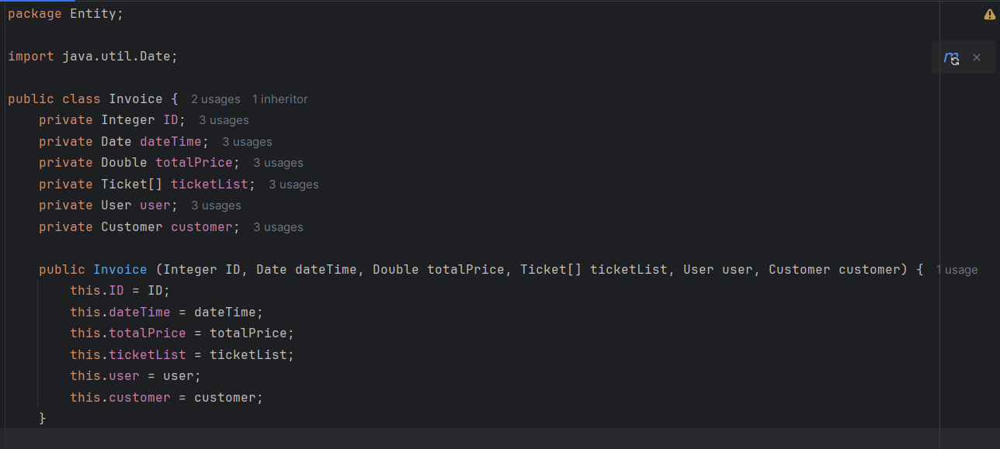 package Entity;
import java.util.Date;
public class Invoice { 2 usages 1 inheritor
    private Integer ID; 3 usages
    private Date dateTime; 3 usages
    private Double totalPrice; 3 usages
    private Ticket[] ticketList; 3 usages
    private User user; 3 usages
    private Customer customer; 3 usages
    public Invoice (Integer ID, Date dateTime, Double totalPrice, Ticket[] ticketList, User user, Customer customer) { 1 usage
        this.ID = ID;
        this.dateTime = dateTime;
        this.totalPrice = totalPrice;
        this.ticketList = ticketList;
        this.user = user;
        this.customer = customer;
    }